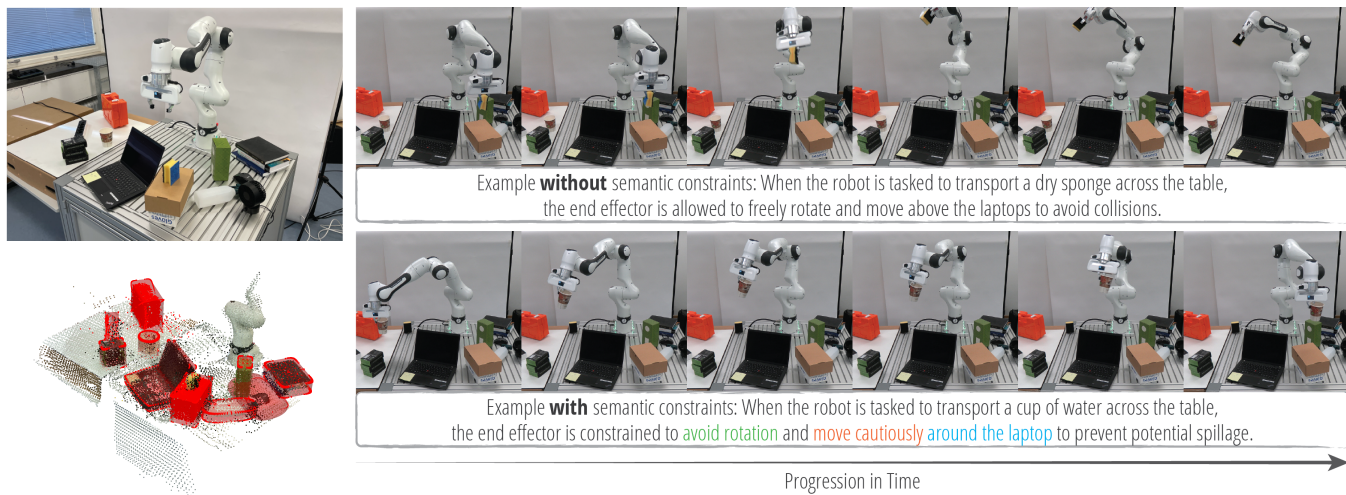 GLOVES
Example without semantic constraints: When the robot is tasked to transport a dry sponge across the table,
the end effector is allowed to freely rotate and move above the laptops to avoid collisions.
Example with semantic constraints: When the robot is tasked to transport a cup of water across the table,
the end effector is constrained to avoid rotation and move cautiously around the laptop to prevent potential spillage.
Progression in Time